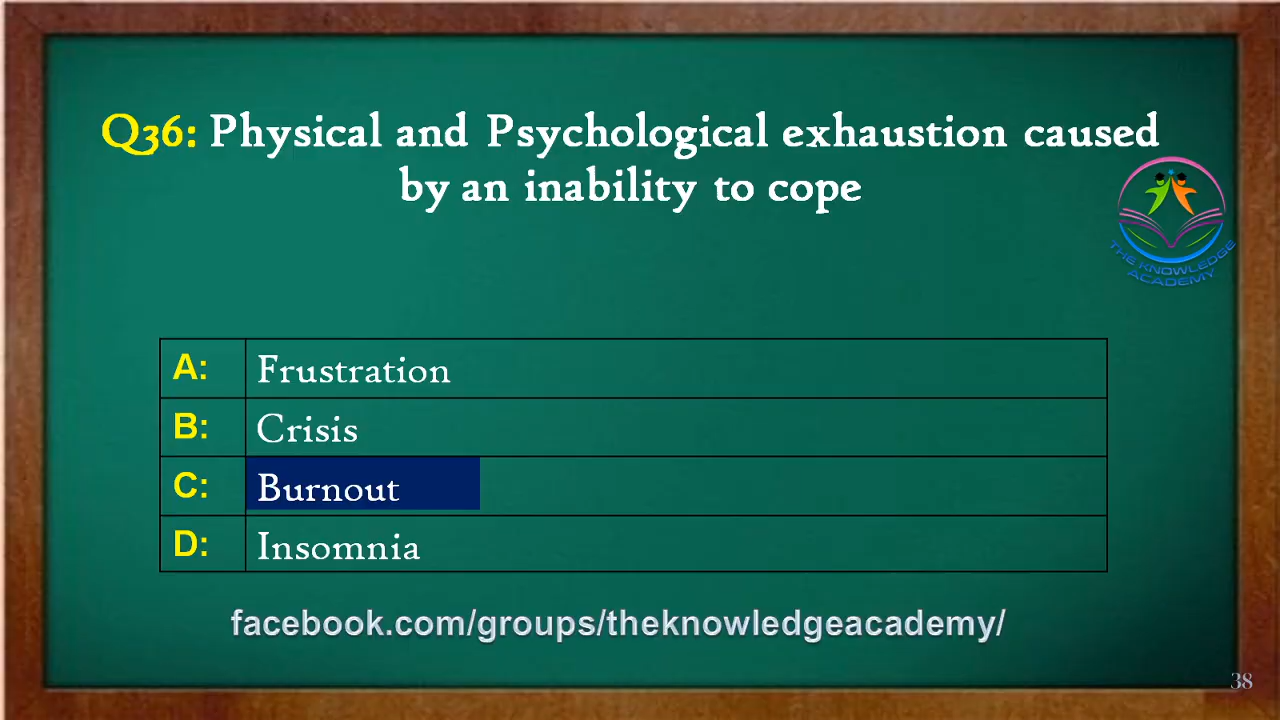 Q36: Physical and Psychological exhaustion caused
by an inability to cope
THE KNOWLEDGE
ACADEMY
A: Frustration
B: Crisis
C: Burnout
D: Insomnia
facebook.com/groups/theknowledgeacademy/
38